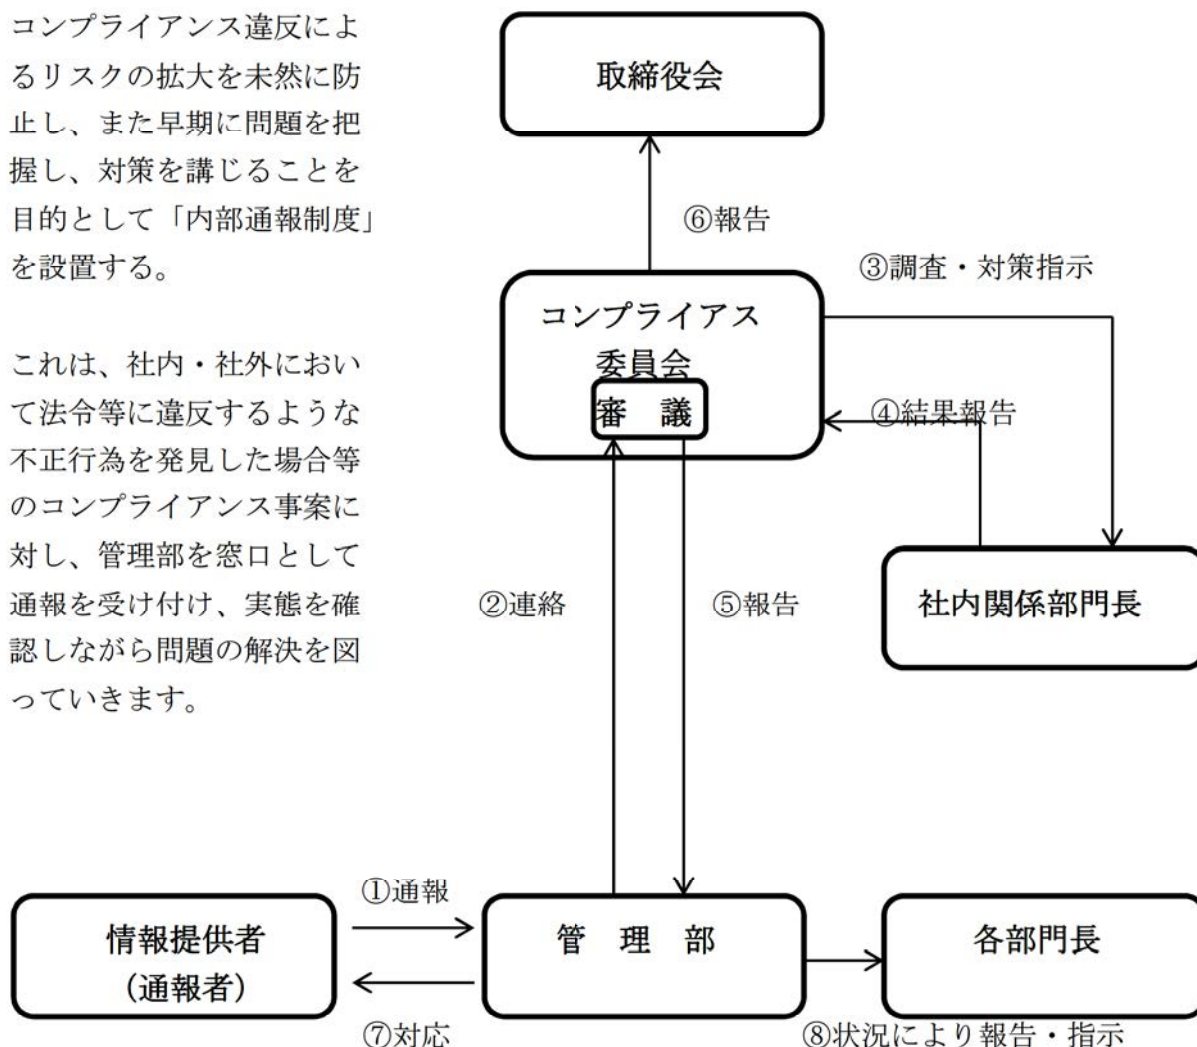 コンプライアンス違反によ
るリスクの拡大を未然に防
止し、また早期に問題を把
握し、対策を講じることを
目的として「内部通報制度」
を設置する。
これは、社内・社外におい
て法令等に違反するような
不正行為を発見した場合等
のコンプライアンス事案に
対し、管理部を窓口として
通報を受け付け、実態を確
認しながら問題の解決を図
っていきます。
取締役会
⑥報告
③調査・対策指示
コンプライアス
委員会
審　議
④結果報告
社内関係部門長
②連絡
⑤報告
①通報
情報提供者
（通報者）
管　理　部
各部門長
⑦対応
⑧状況により報告・指示